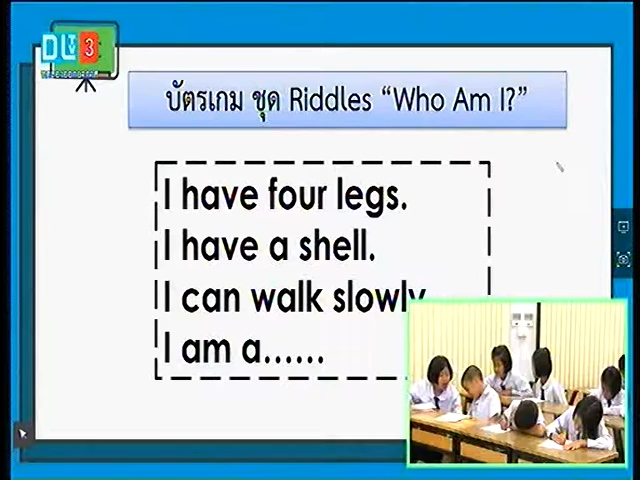 DLTV 3
บัตรเกม ชุด Riddles “Who Am I?”
I have four legs.
I have a shell.
I can walk slowly
I am a......